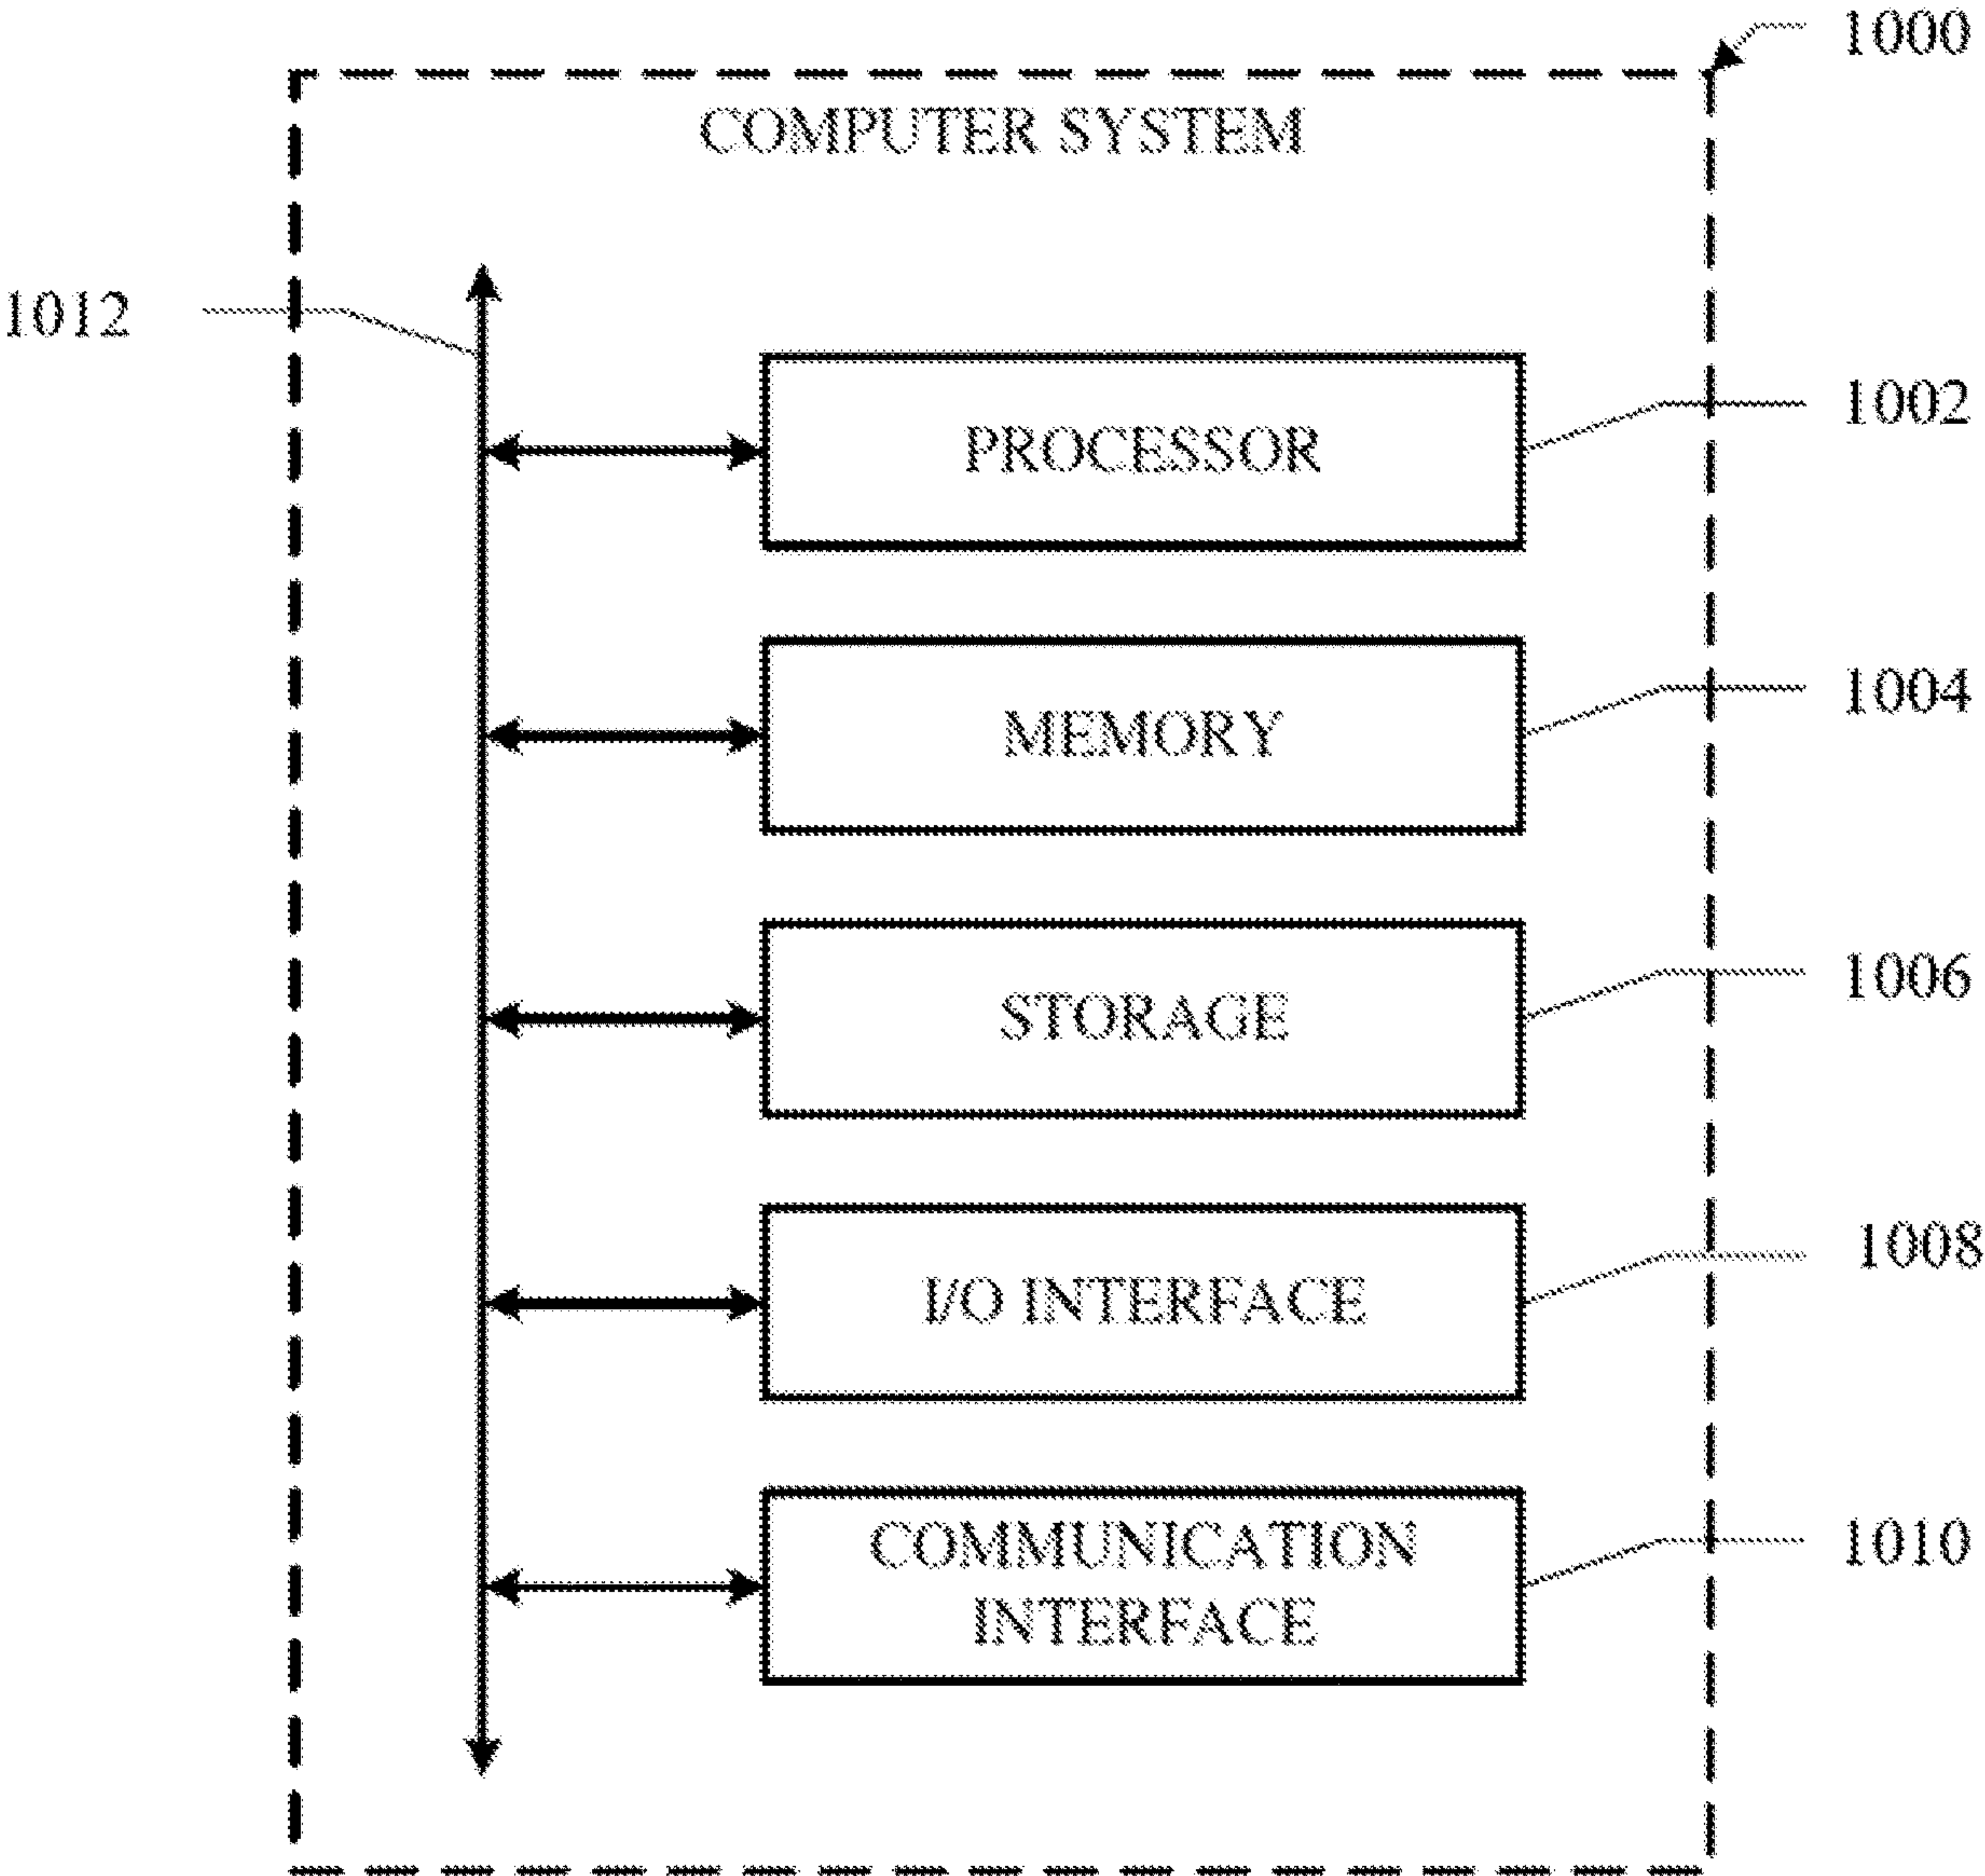 1000
COMPUTER SYSTEM
1012
1002
PROCESSOR
1004
MEMORY
1006
STORAGE
1008
I/O INTERFACE
1010
COMMUNICATION
INTERFACE